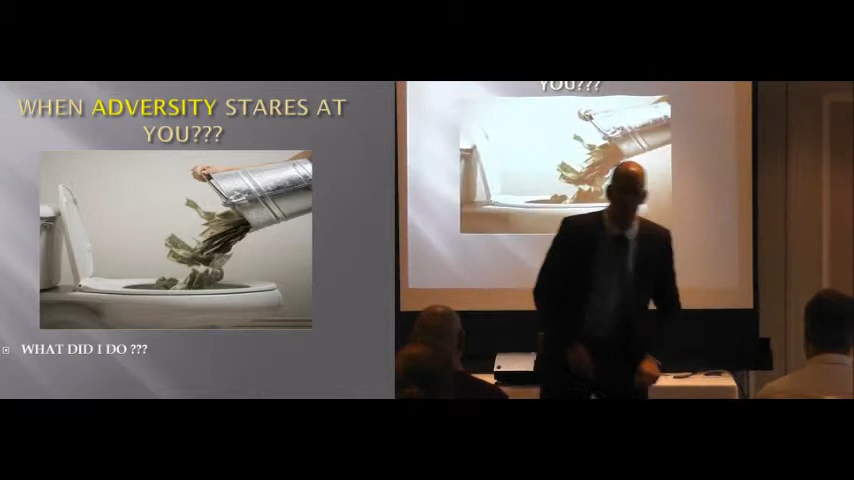 WHEN ADVERSITY STARES AT
YOU???
WHAT DID I DO ???
YOU???